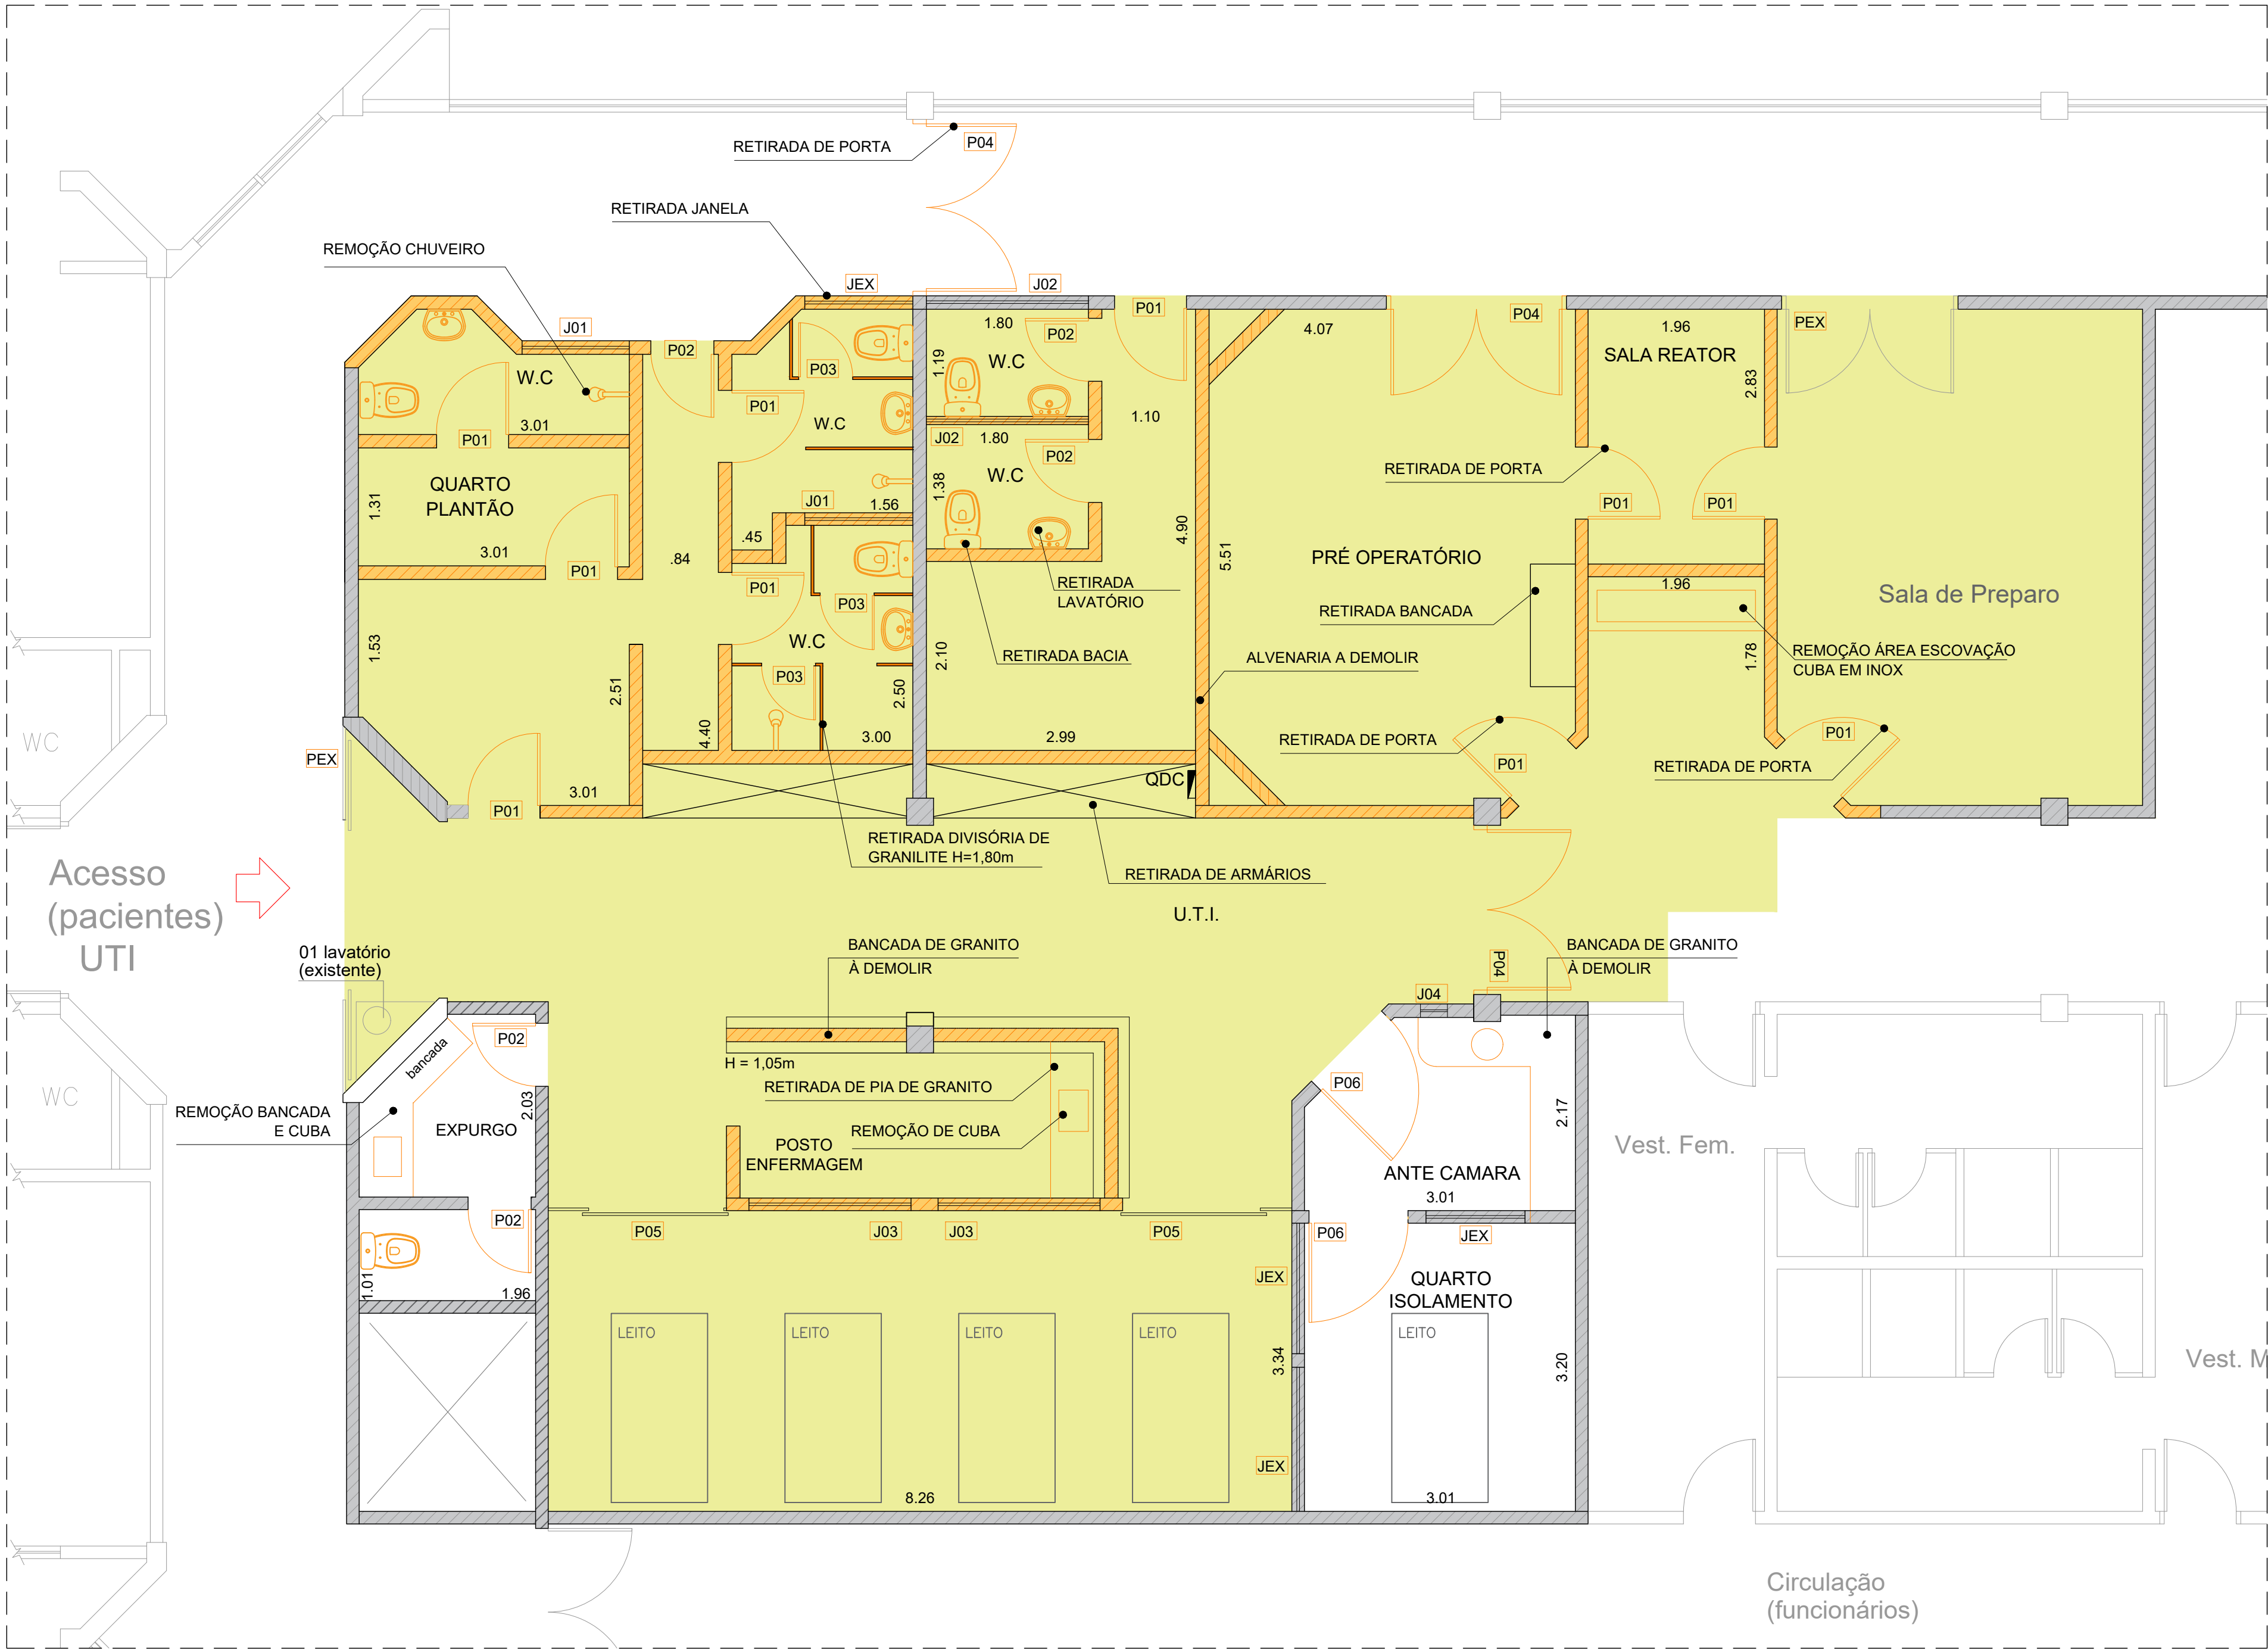 RETIRADA DE PORTA
P04
RETIRADA JANELA
REMOÇÃO CHUVEIRO
JEX
J02
J01
P02
P01
P04
PEX
1.80
4.07
1.96
SALA REATOR
P02
W.C
1.19
P03
W.C
2.83
P01
1.10
W.C
P01
3.01
J02
1.80
P02
W.C
RETIRADA DE PORTA
QUARTO
PLANTÃO
1.31
1.38
J01
1.56
P01
P01
4.90
5.51
.45
.84
3.01
P01
PRÉ OPERATÓRIO
P01
P03
RETIRADA
LAVATÓRIO
1.96
Sala de Preparo
RETIRADA BANCADA
W.C
1.53
2.10
RETIRADA BACIA
ALVENARIA A DEMOLIR
1.78
REMOÇÃO ÁREA ESCOVAÇÃO
CUBA EM INOX
P03
2.51
2.50
4.40
3.00
2.99
RETIRADA DE PORTA
P01
WC
PEX
P01
RETIRADA DE PORTA
QDC
3.01
P01
RETIRADA DIVISÓRIA DE
GRANILITE H=1,80m
RETIRADA DE ARMÁRIOS
Acesso
(pacientes)
UTI
U.T.I.
01 lavatório
(existente)
BANCADA DE GRANITO
À DEMOLIR
P04
BANCADA DE GRANITO
À DEMOLIR
J04
P02
bancada
H = 1,05m
RETIRADA DE PIA DE GRANITO
P06
WC
2.03
2.17
REMOÇÃO BANCADA
E CUBA
EXPURGO
REMOÇÃO DE CUBA
POSTO
ENFERMAGEM
Vest. Fem.
ANTE CAMARA
3.01
P02
P05
J03
J03
P05
P06
JEX
1.01
1.96
JEX
QUARTO
ISOLAMENTO
LEITO
LEITO
LEITO
LEITO
LEITO
3.34
3.20
Vest. M
JEX
8.26
3.01
Circulação
(funcionários)